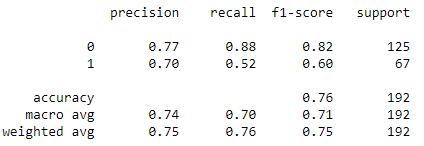 precision recall f1-score support
0 0.77 0.88 0.82 125
1 0.70 0.52 0.60 67
accuracy 0.76 192
macro avg 0.74 0.70 0.71 192
weighted avg 0.75 0.76 0.75 192